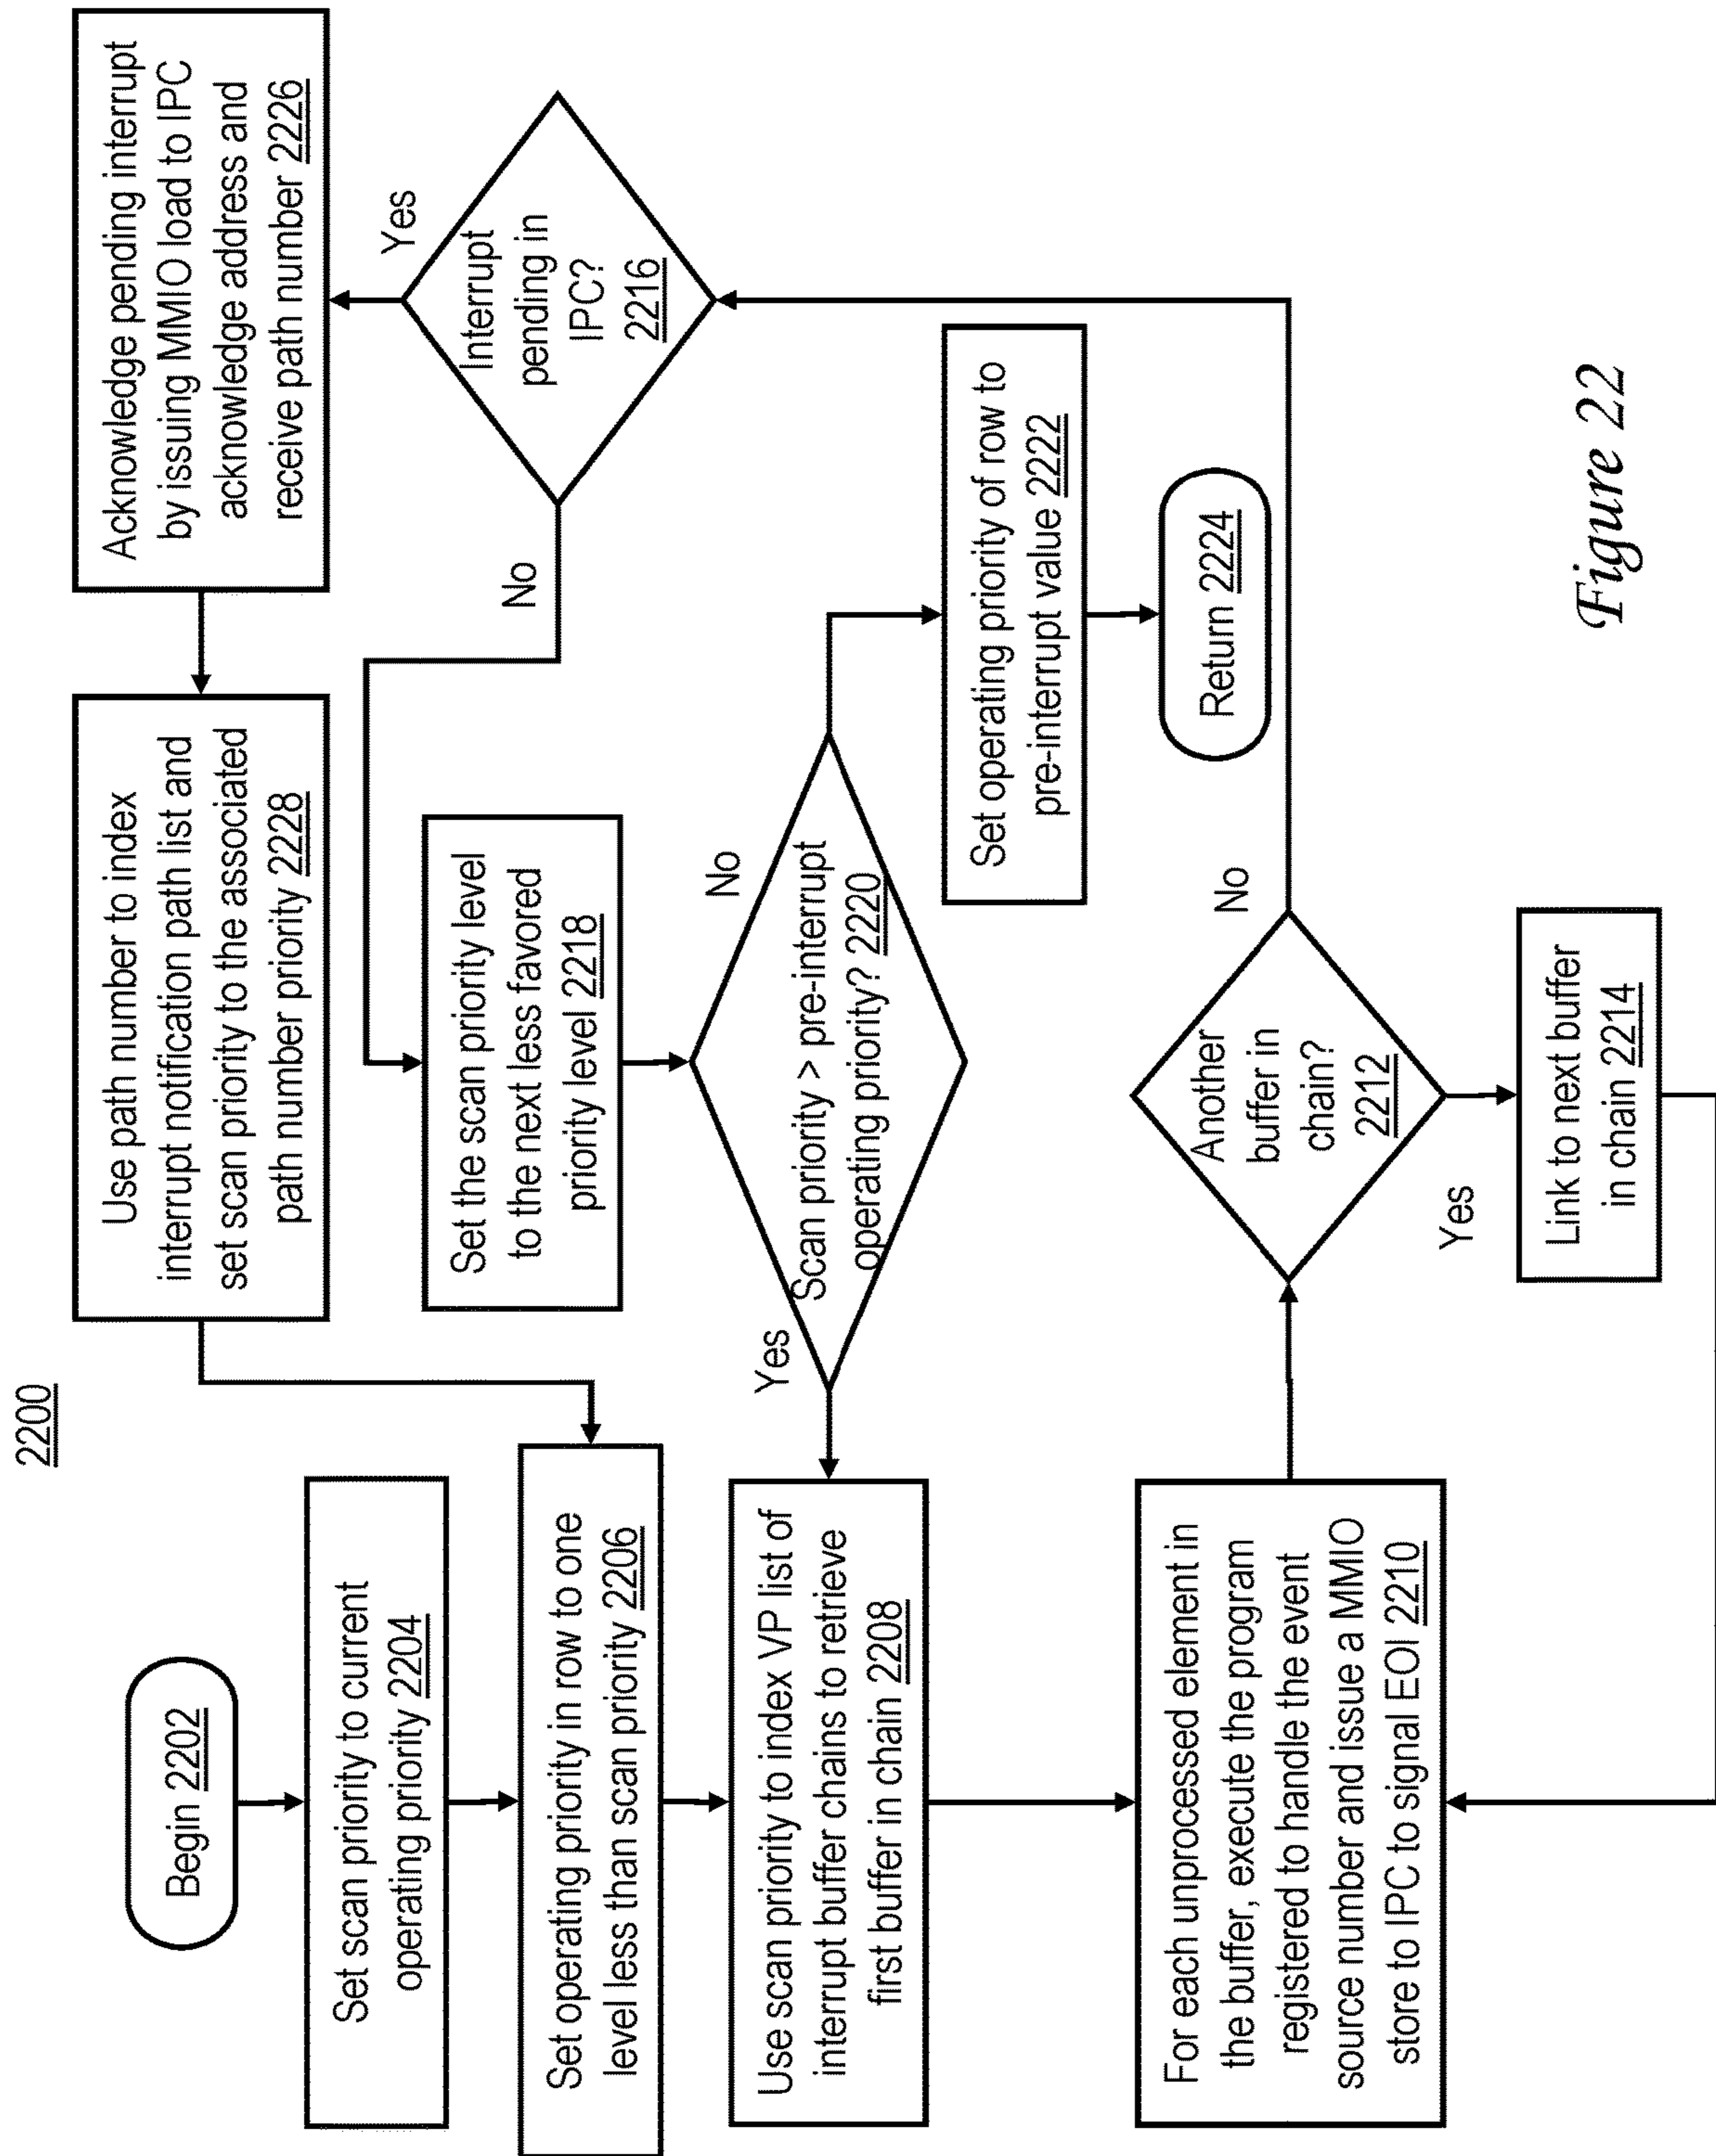 2200
Begin 2202
Set scan priority to current
operating priority 2204
Set operating priority in row to one
level less than scan priority 2206
Use scan priority to index VP list of
interrupt buffer chains to retrieve
first buffer in chain 2208
For each unprocessed element in
the buffer, execute the program
registered to handle the event
source number and issue a MMIO
store to IPC to signal EOI 2210
Another
buffer in
chain?
2212
Yes
No
Link to next buffer
in chain 2214
Interrupt
pending in
IPC?
2216
Yes
No
Set the scan priority level
to the next less favored
priority level 2218
Scan priority > pre-interrupt
operating priority? 2220
Yes
No
Set operating priority of row to
pre-interrupt value 2222
Return 2224
Acknowledge pending interrupt
by issuing MMIO load to IPC
acknowledge address and
receive path number 2226
Use path number to index
interrupt notification path list and
set scan priority to the associated
path number priority 2228
Figure 22